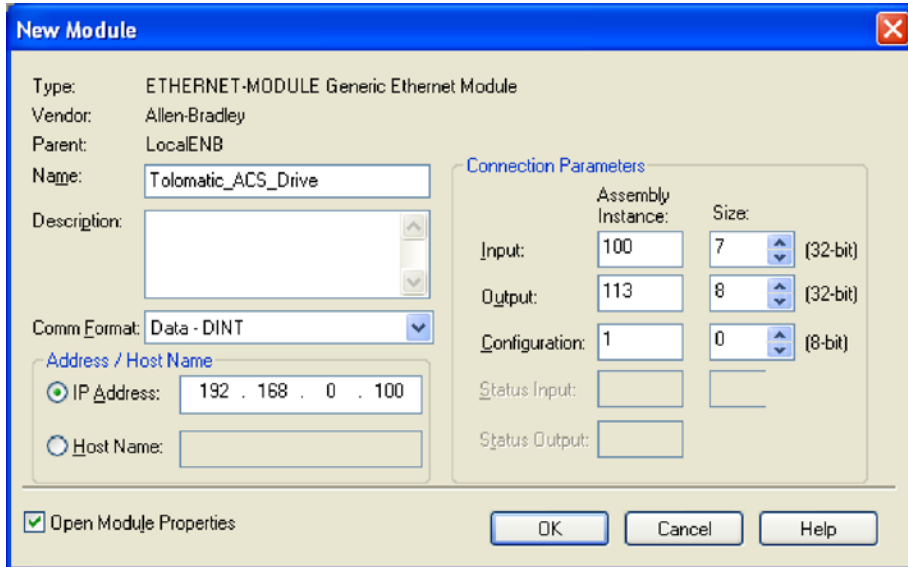 New Module
Type: ETHERNET-MODULE Generic Ethernet Module
Vendor: Allen-Bradley
Parent: LocalENB
Name: Tolomatic_ACS_Drive
Description:
Comm Format: Data - DINT
Address / Host Name
IP Address: 192 . 168 . 0 . 100
Host Name:
Connection Parameters
Assembly Instance: Size:
Input: 100 7 (32-bit)
Output: 113 8 (32-bit)
Configuration: 1 0 (8-bit)
Status Input:
Status Output:
Open Module Properties
OK Cancel Help